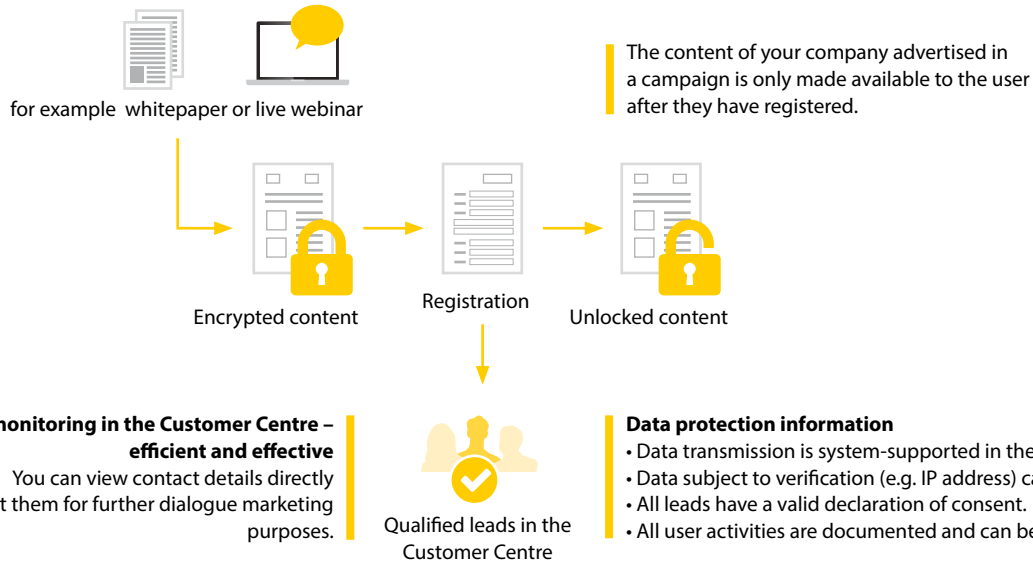 for example whitepaper or live webinar
The content of your company advertised in
a campaign is only made available to the user
after they have registered.
Encrypted content
Registration
Unlocked content
monitoring in the Customer Centre –
efficient and effective
You can view contact details directly
them for further dialogue marketing
purposes.
Qualified leads in the
Customer Centre
Data protection information
• Data transmission is system-supported in the
• Data subject to verification (e.g. IP address)
• All leads have a valid declaration of consent.
• All user activities are documented and can be